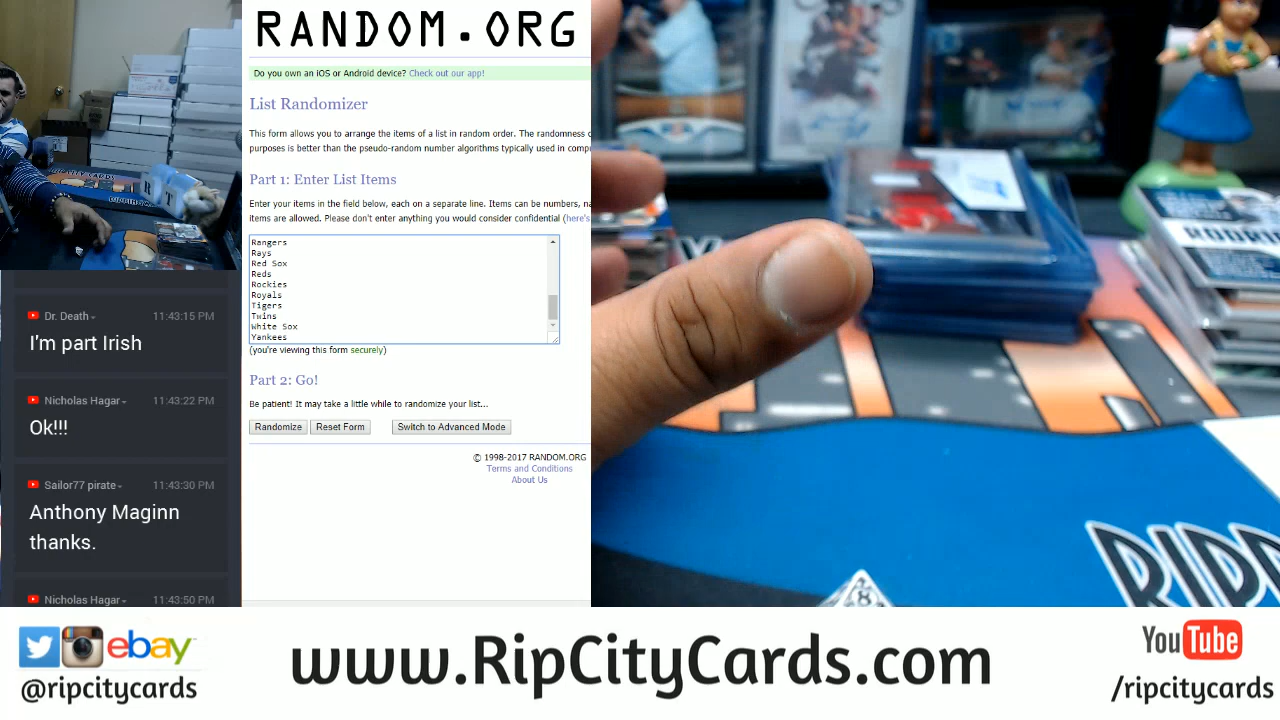 RANDOM.ORG
Do you own an iOS or Android device? Check out our app!
List Randomizer
This form allows you to arrange the items of a list in random order. The randomness
purposes is better than the pseudo-random number algorithms typically used in
Part 1: Enter List Items
Enter your items in the field below, each on a separate line. Items can be numbers,
items are allowed. Please don't enter anything you would consider confidential (here's
Rangers
Rays
Red Sox
Reds
Rockies
Royals
Tigers
Twins
White Sox
Yankees
(you're viewing this form securely)
Part 2: Go!
Be patient! It may take a little while to randomize your list...
Randomize Reset Form Switch to Advanced Mode
© 1998-2017 RANDOM.ORG
Terms and Conditions
About Us
Dr. Death 11:43:15 PM
I'm part Irish
Nicholas Hagar 11:43:22 PM
Ok!!!
Sailor77 pirate 11:43:30 PM
Anthony Maginn
thanks.
Nicholas Hagar 11:43:50 PM
8
ebay
@ripcitycards
www.RipCityCards.com
YouTube
/ripcitycards